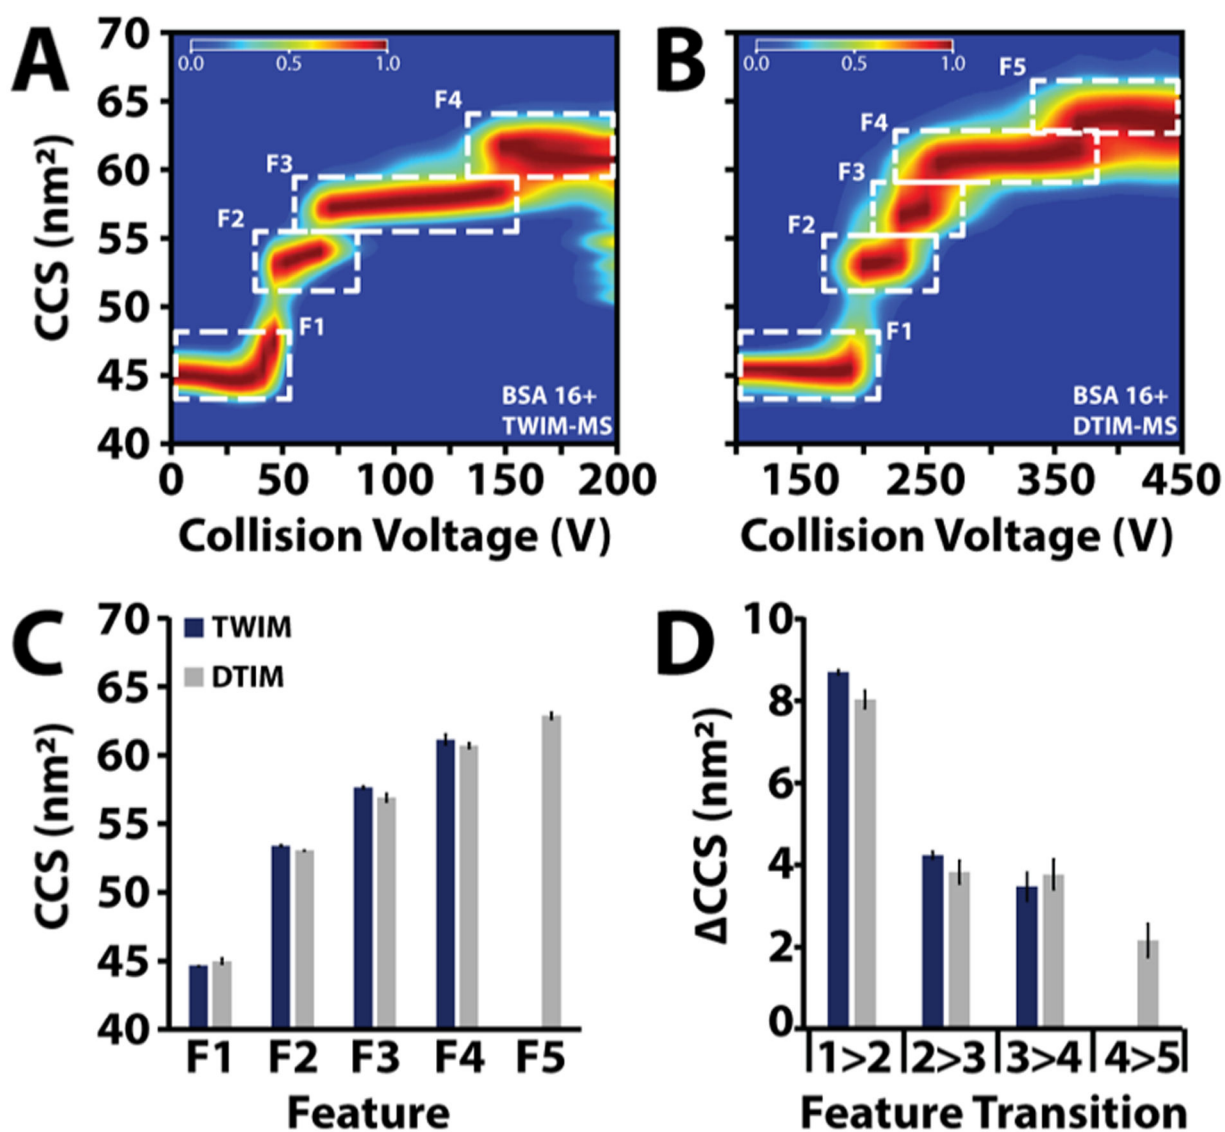 A
70
65
60
55
50
45
40
CCS (nm²)
0.0 0.5 1.0
F4
F3
F2
F1
BSA 16+
TWIM-MS
0 50 100 150 200
Collision Voltage (V)
B
0.0 0.5 1.0
F5
F4
F3
F2
F1
BSA 16+
DTIM-MS
150 250 350 450
Collision Voltage (V)
C
70
65
60
55
50
45
40
CCS (nm²)
TWIM
DTIM
F1 F2 F3 F4 F5
Feature
D
10
8
6
4
2
0
ΔCCS (nm²)
1>2 2>3 3>4 4>5
Feature Transition